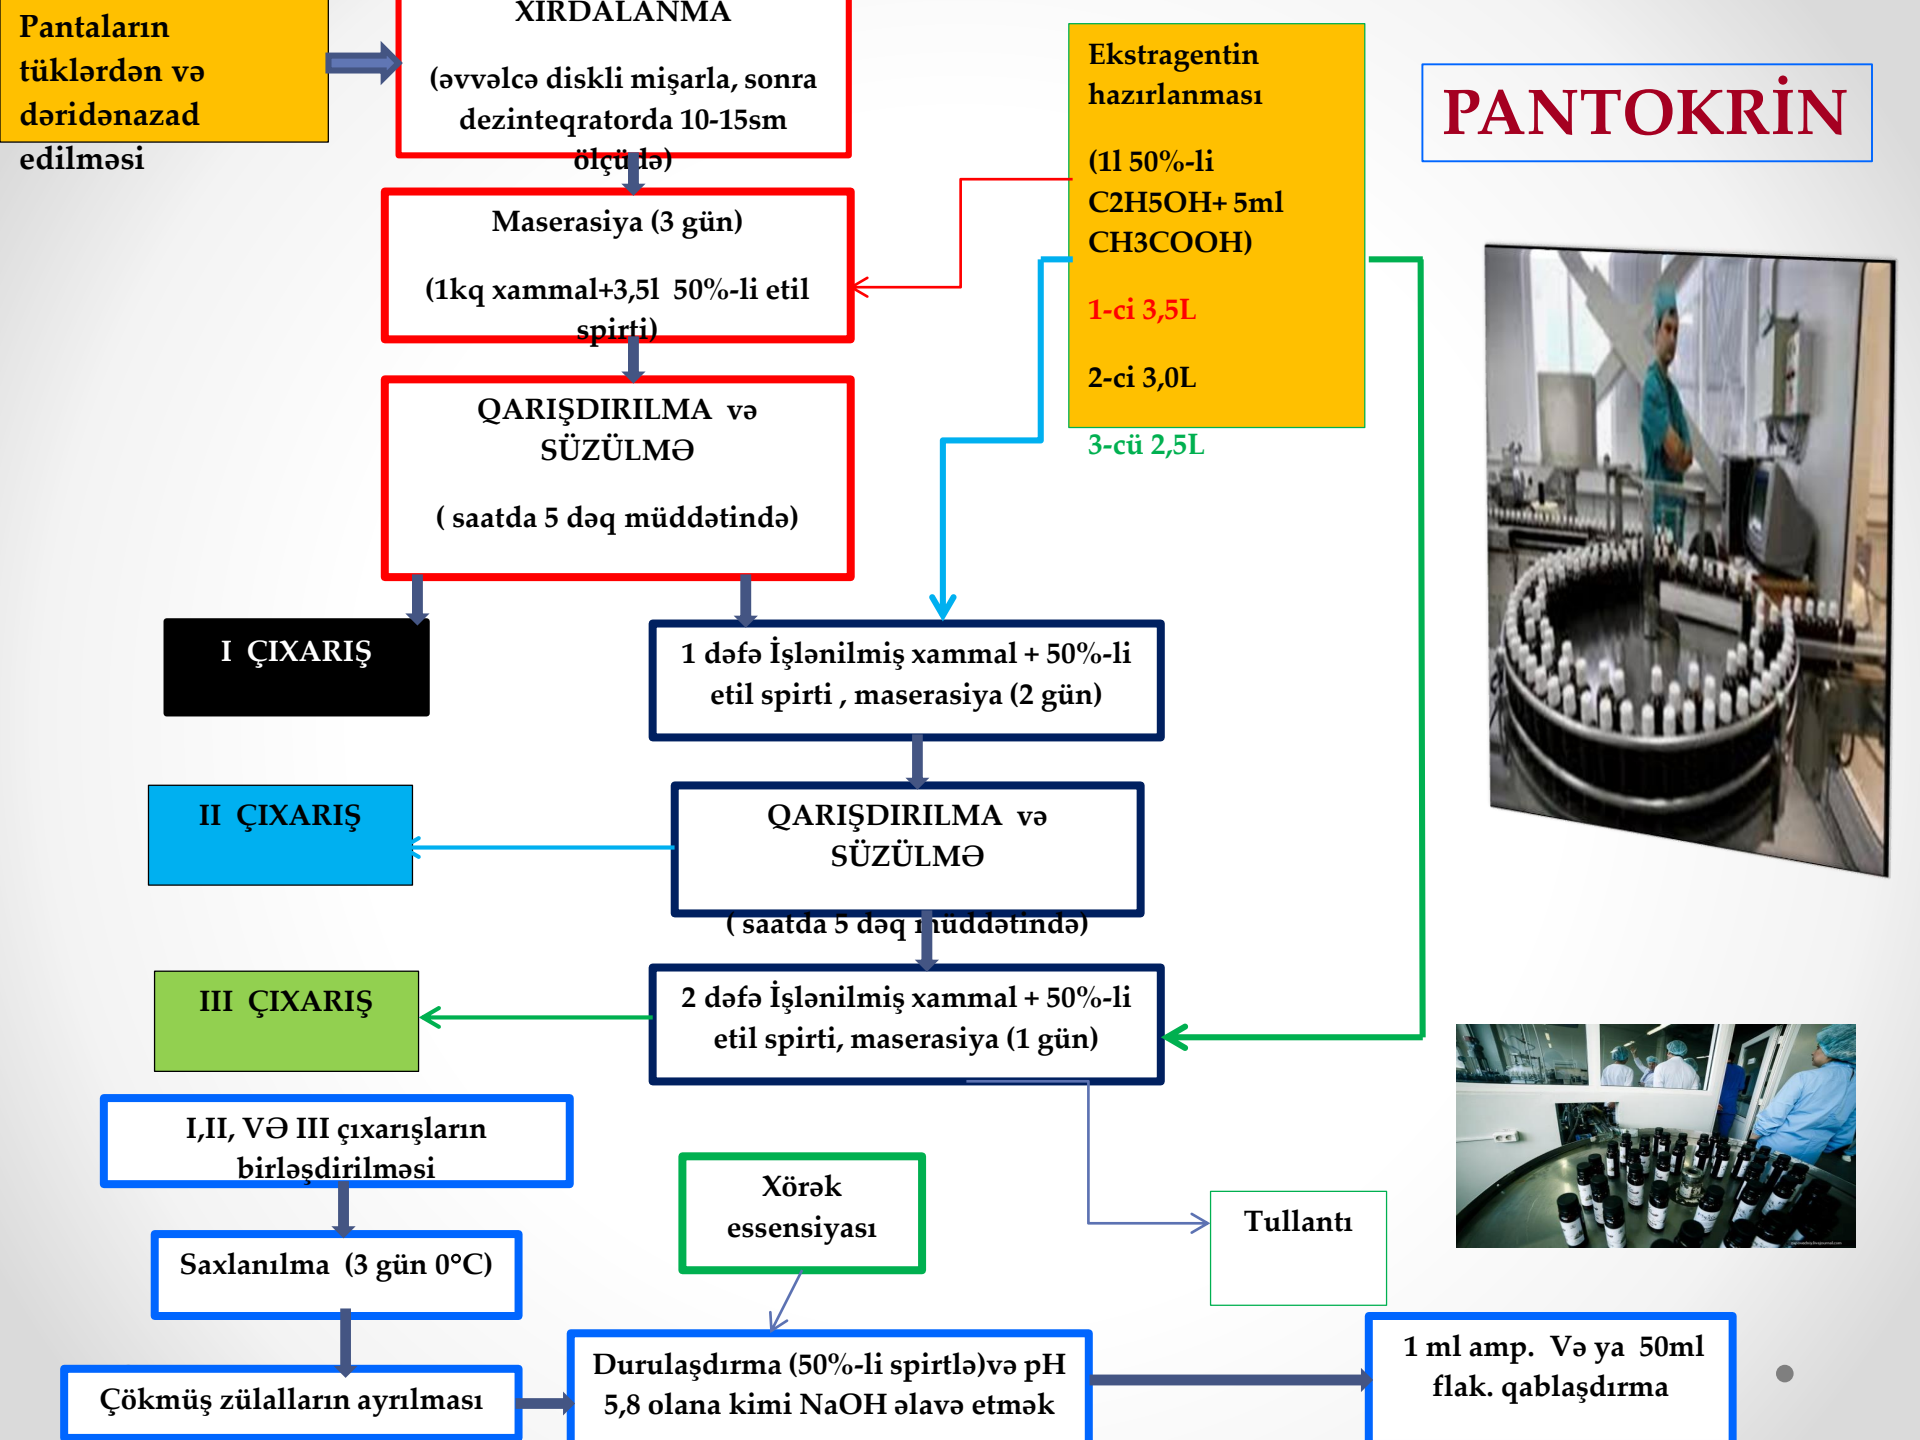 Pantaların
tüklərdən və
dəridənazad
edilməsi
XIRDALANMA
(əvvəlcə diskli mişarla, sonra
dezinteqratorda 10-15sm
ölçüdə)
Maserasiya (3 gün)
(1kq xammal+3,5l 50%-li etil
spirti)
QARIŞDIRILMA və
SÜZÜLMƏ
( saatda 5 dəq müddətində)
Ekstragentin
hazırlanması
(1l 50%-li
C2H5OH+ 5ml
CH3COOH)
1-ci 3,5L
2-ci 3,0L
3-cü 2,5L
PANTOKRİN
I ÇIXARIŞ
1 dəfə İşlənilmiş xammal + 50%-li
etil spirti , maserasiya (2 gün)
II ÇIXARIŞ
QARIŞDIRILMA və
SÜZÜLMƏ
( saatda 5 dəq müddətində)
III ÇIXARIŞ
2 dəfə İşlənilmiş xammal + 50%-li
etil spirti, maserasiya (1 gün)
I,II, VƏ III çıxarışların
birləşdirilməsi
Xörək
essensiyası
Tullantı
Saxlanılma (3 gün 0°C)
Çökmüş zülalların ayrılması
Durulaşdırma (50%-li spirtlə)və pH
5,8 olana kimi NaOH əlavə etmək
1 ml amp. Və ya 50ml
flak. qablaşdırma